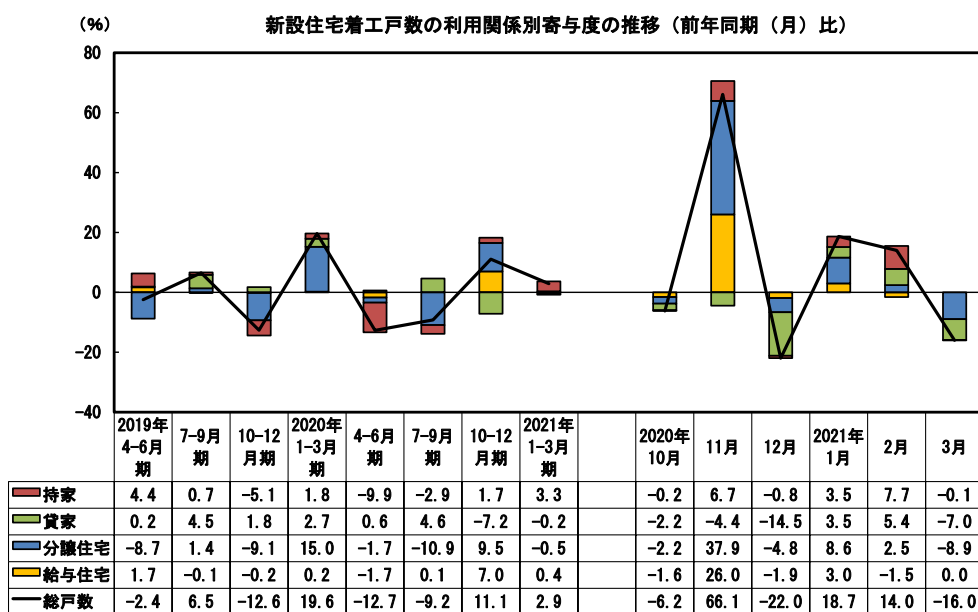 (%) 新設住宅着工戸数の利用関係別寄与度の推移（前年同期（月）比）
80
60
40
20
0
-20
-40
2019年 4-6月期 7-9月期 10-12月期 2020年 1-3月期 4-6月期 7-9月期 10-12月期 2021年 1-3月期 2020年 10月 11月 12月 2021年 1月 2月 3月
持家 4.4 0.7 -5.1 1.8 -9.9 -2.9 1.7 3.3 -0.2 6.7 -0.8 3.5 7.7 -0.1
貸家 0.2 4.5 1.8 2.7 0.6 4.6 -7.2 -0.2 -2.2 -4.4 -14.5 3.5 5.4 -7.0
分譲住宅 -8.7 1.4 -9.1 15.0 -1.7 -10.9 9.5 -0.5 -2.2 37.9 -4.8 8.6 2.5 -8.9
給与住宅 1.7 -0.1 -0.2 0.2 -1.7 0.1 7.0 0.4 -1.6 26.0 -1.9 3.0 -1.5 0.0
総戸数 -2.4 6.5 -12.6 19.6 -12.7 -9.2 11.1 2.9 -6.2 66.1 -22.0 18.7 14.0 -16.0